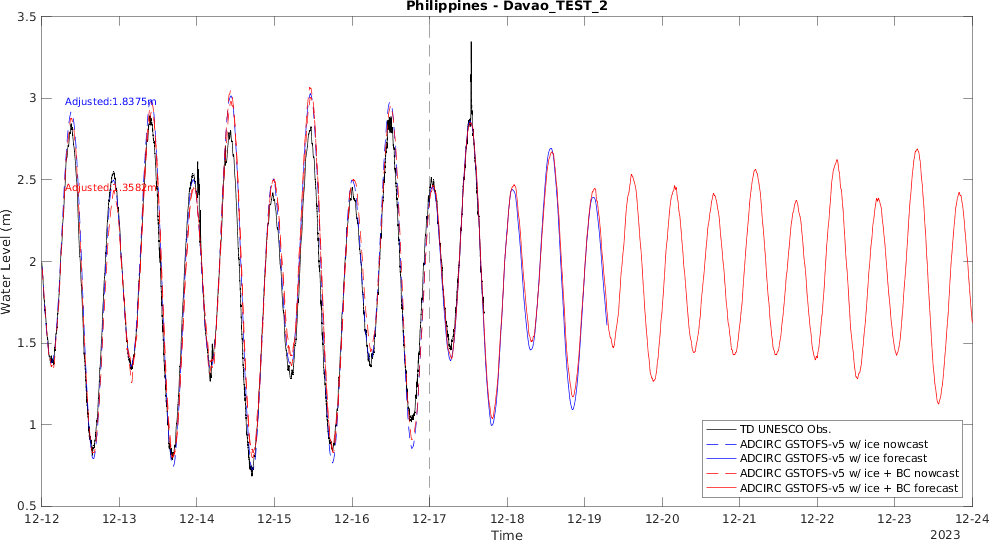 Philippines - Davao_TEST_2
3.5
3
2.5
2
1.5
1
0.5
Water Level (m)
Adjusted:1.8375m
Adjusted:1.3582m
TD UNESCO Obs.
ADCIRC GSTOFS-v5 w/ ice nowcast
ADCIRC GSTOFS-v5 w/ ice forecast
ADCIRC GSTOFS-v5 w/ ice + BC nowcast
ADCIRC GSTOFS-v5 w/ ice + BC forecast
12-12 12-13 12-14 12-15 12-16 12-17 12-18 12-19 12-20 12-21 12-22 12-23 12-24
Time
2023